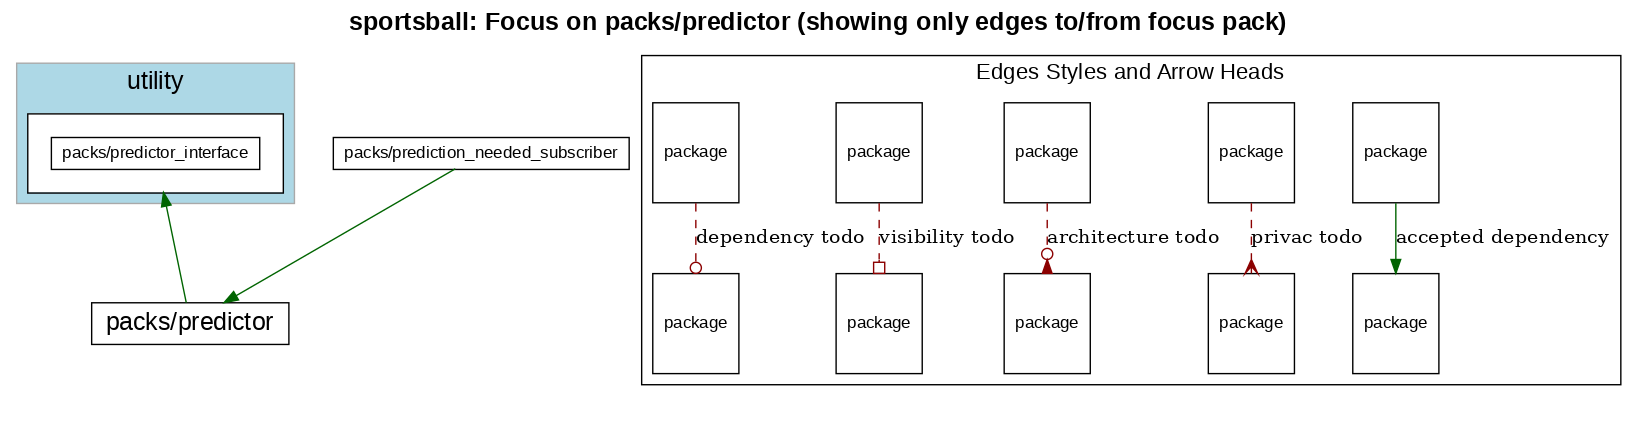 sportsball: Focus on packs/predictor (showing only edges to/from focus pack)
utility
packs/predictor_interface
packs/prediction_needed_subscriber
packs/predictor
Edges Styles and Arrow Heads
package
package
package
package
package
dependency todo
visibility todo
architecture todo
privac todo
accepted dependency
package
package
package
package
package